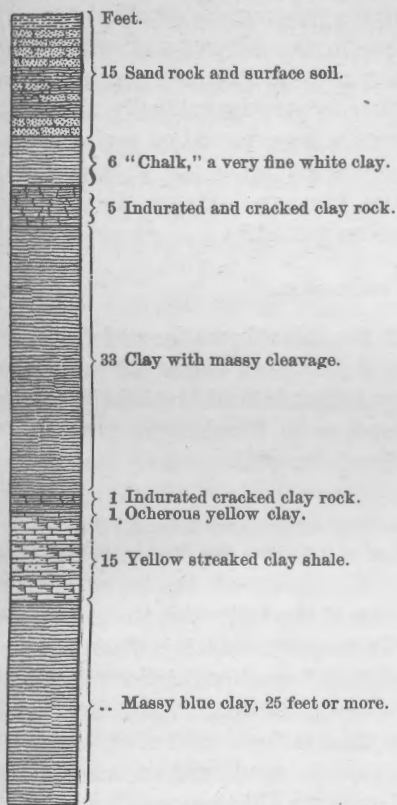 Feet.
15 Sand rock and surface soil.
6 "Chalk," a very fine white clay.
5 Indurated and cracked clay rock.
33 Clay with massy cleavage.
1 Indurated cracked clay rock.
1. Ocherous yellow clay.
15 Yellow streaked clay shale.
.. Massy blue clay, 25 feet or more.